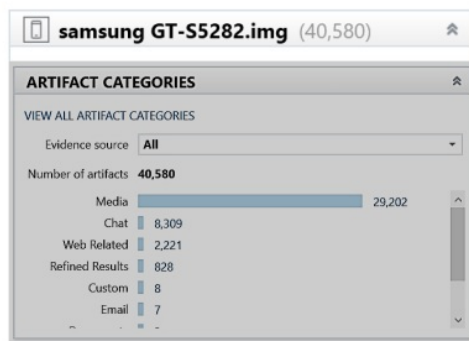 samsung GT-S5282.img (40,580)
ARTIFACT CATEGORIES
VIEW ALL ARTIFACT CATEGORIES
Evidence source All
Number of artifacts 40,580
Media 29,202
Chat 8,309
Web Related 2,221
Refined Results 828
Custom 8
Email 7